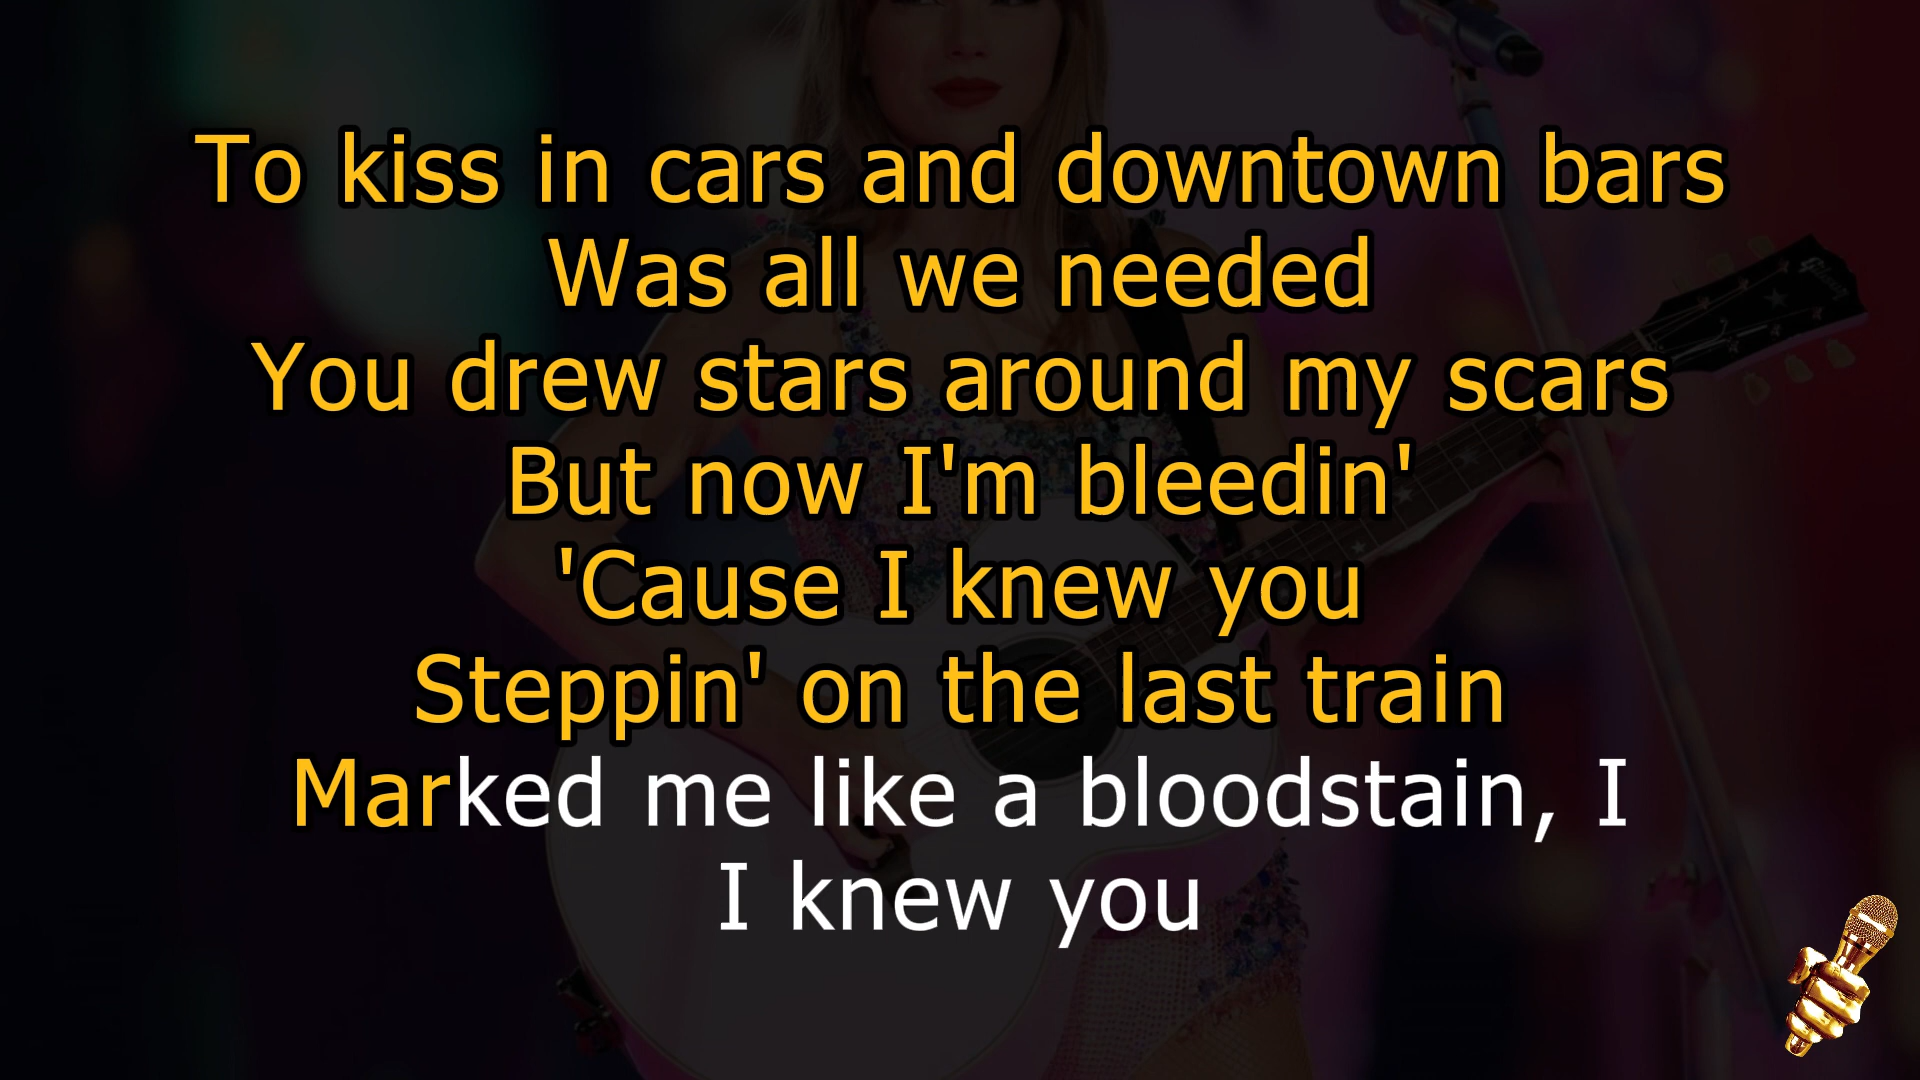 To kiss in cars and downtown bars
Was all we needed
You drew stars around my scars
But now I'm bleedin'
'Cause I knew you
Steppin' on the last train
Marked me like a bloodstain, I
I knew you
Gibson